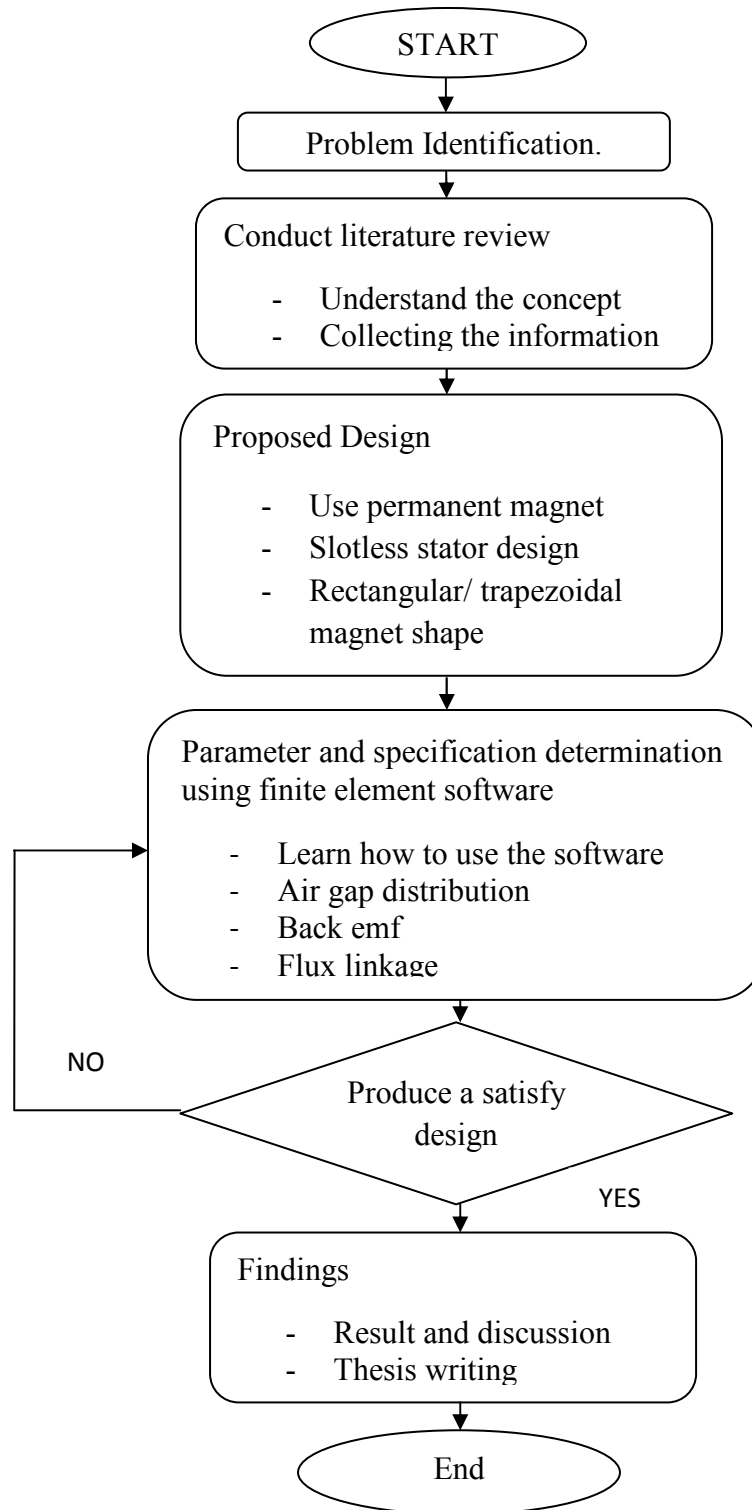 START
Problem Identification.
Conduct literature review
- Understand the concept
- Collecting the information
Proposed Design
- Use permanent magnet
- Slotless stator design
- Rectangular/ trapezoidal
magnet shape
Parameter and specification determination
using finite element software
- Learn how to use the software
- Air gap distribution
- Back emf
- Flux linkage
NO
Produce a satisfy
design
YES
Findings
- Result and discussion
- Thesis writing
End